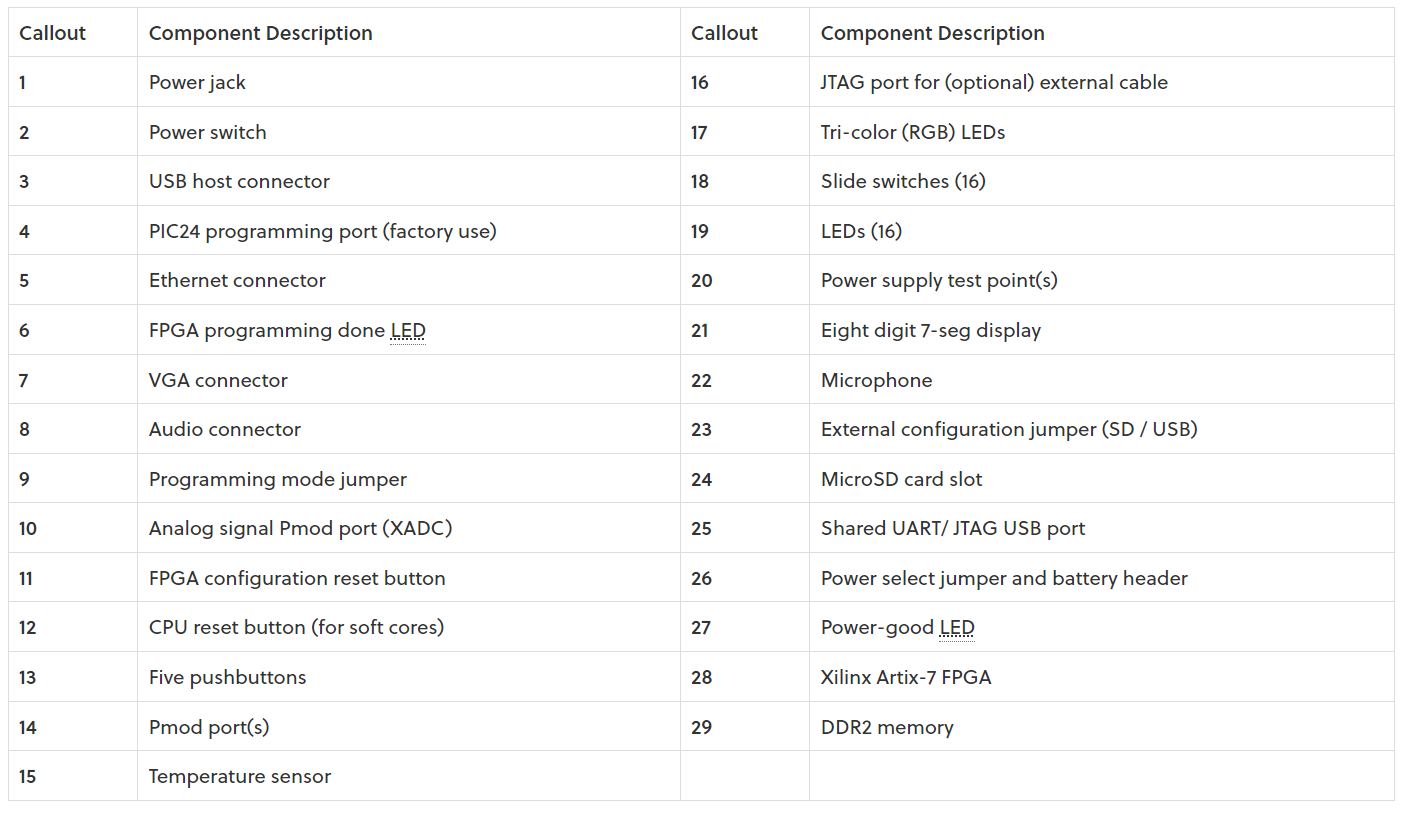 Callout Component Description Callout Component Description
1 Power jack 16 JTAG port for (optional) external cable
2 Power switch 17 Tri-color (RGB) LEDs
3 USB host connector 18 Slide switches (16)
4 PIC24 programming port (factory use) 19 LEDs (16)
5 Ethernet connector 20 Power supply test point(s)
6 FPGA programming done LED 21 Eight digit 7-seg display
7 VGA connector 22 Microphone
8 Audio connector 23 External configuration jumper (SD / USB)
9 Programming mode jumper 24 MicroSD card slot
10 Analog signal Pmod port (XADC) 25 Shared UART/ JTAG USB port
11 FPGA configuration reset button 26 Power select jumper and battery header
12 CPU reset button (for soft cores) 27 Power-good LED
13 Five pushbuttons 28 Xilinx Artix-7 FPGA
14 Pmod port(s) 29 DDR2 memory
15 Temperature sensor